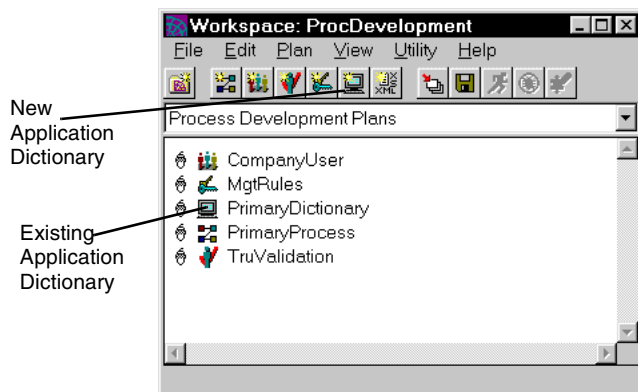 Workspace: ProcDevelopment
File Edit Plan View Utility Help
XML
New
Application
Dictionary
Process Development Plans
CompanyUser
MgtRules
PrimaryDictionary
PrimaryProcess
TruValidation
Existing
Application
Dictionary